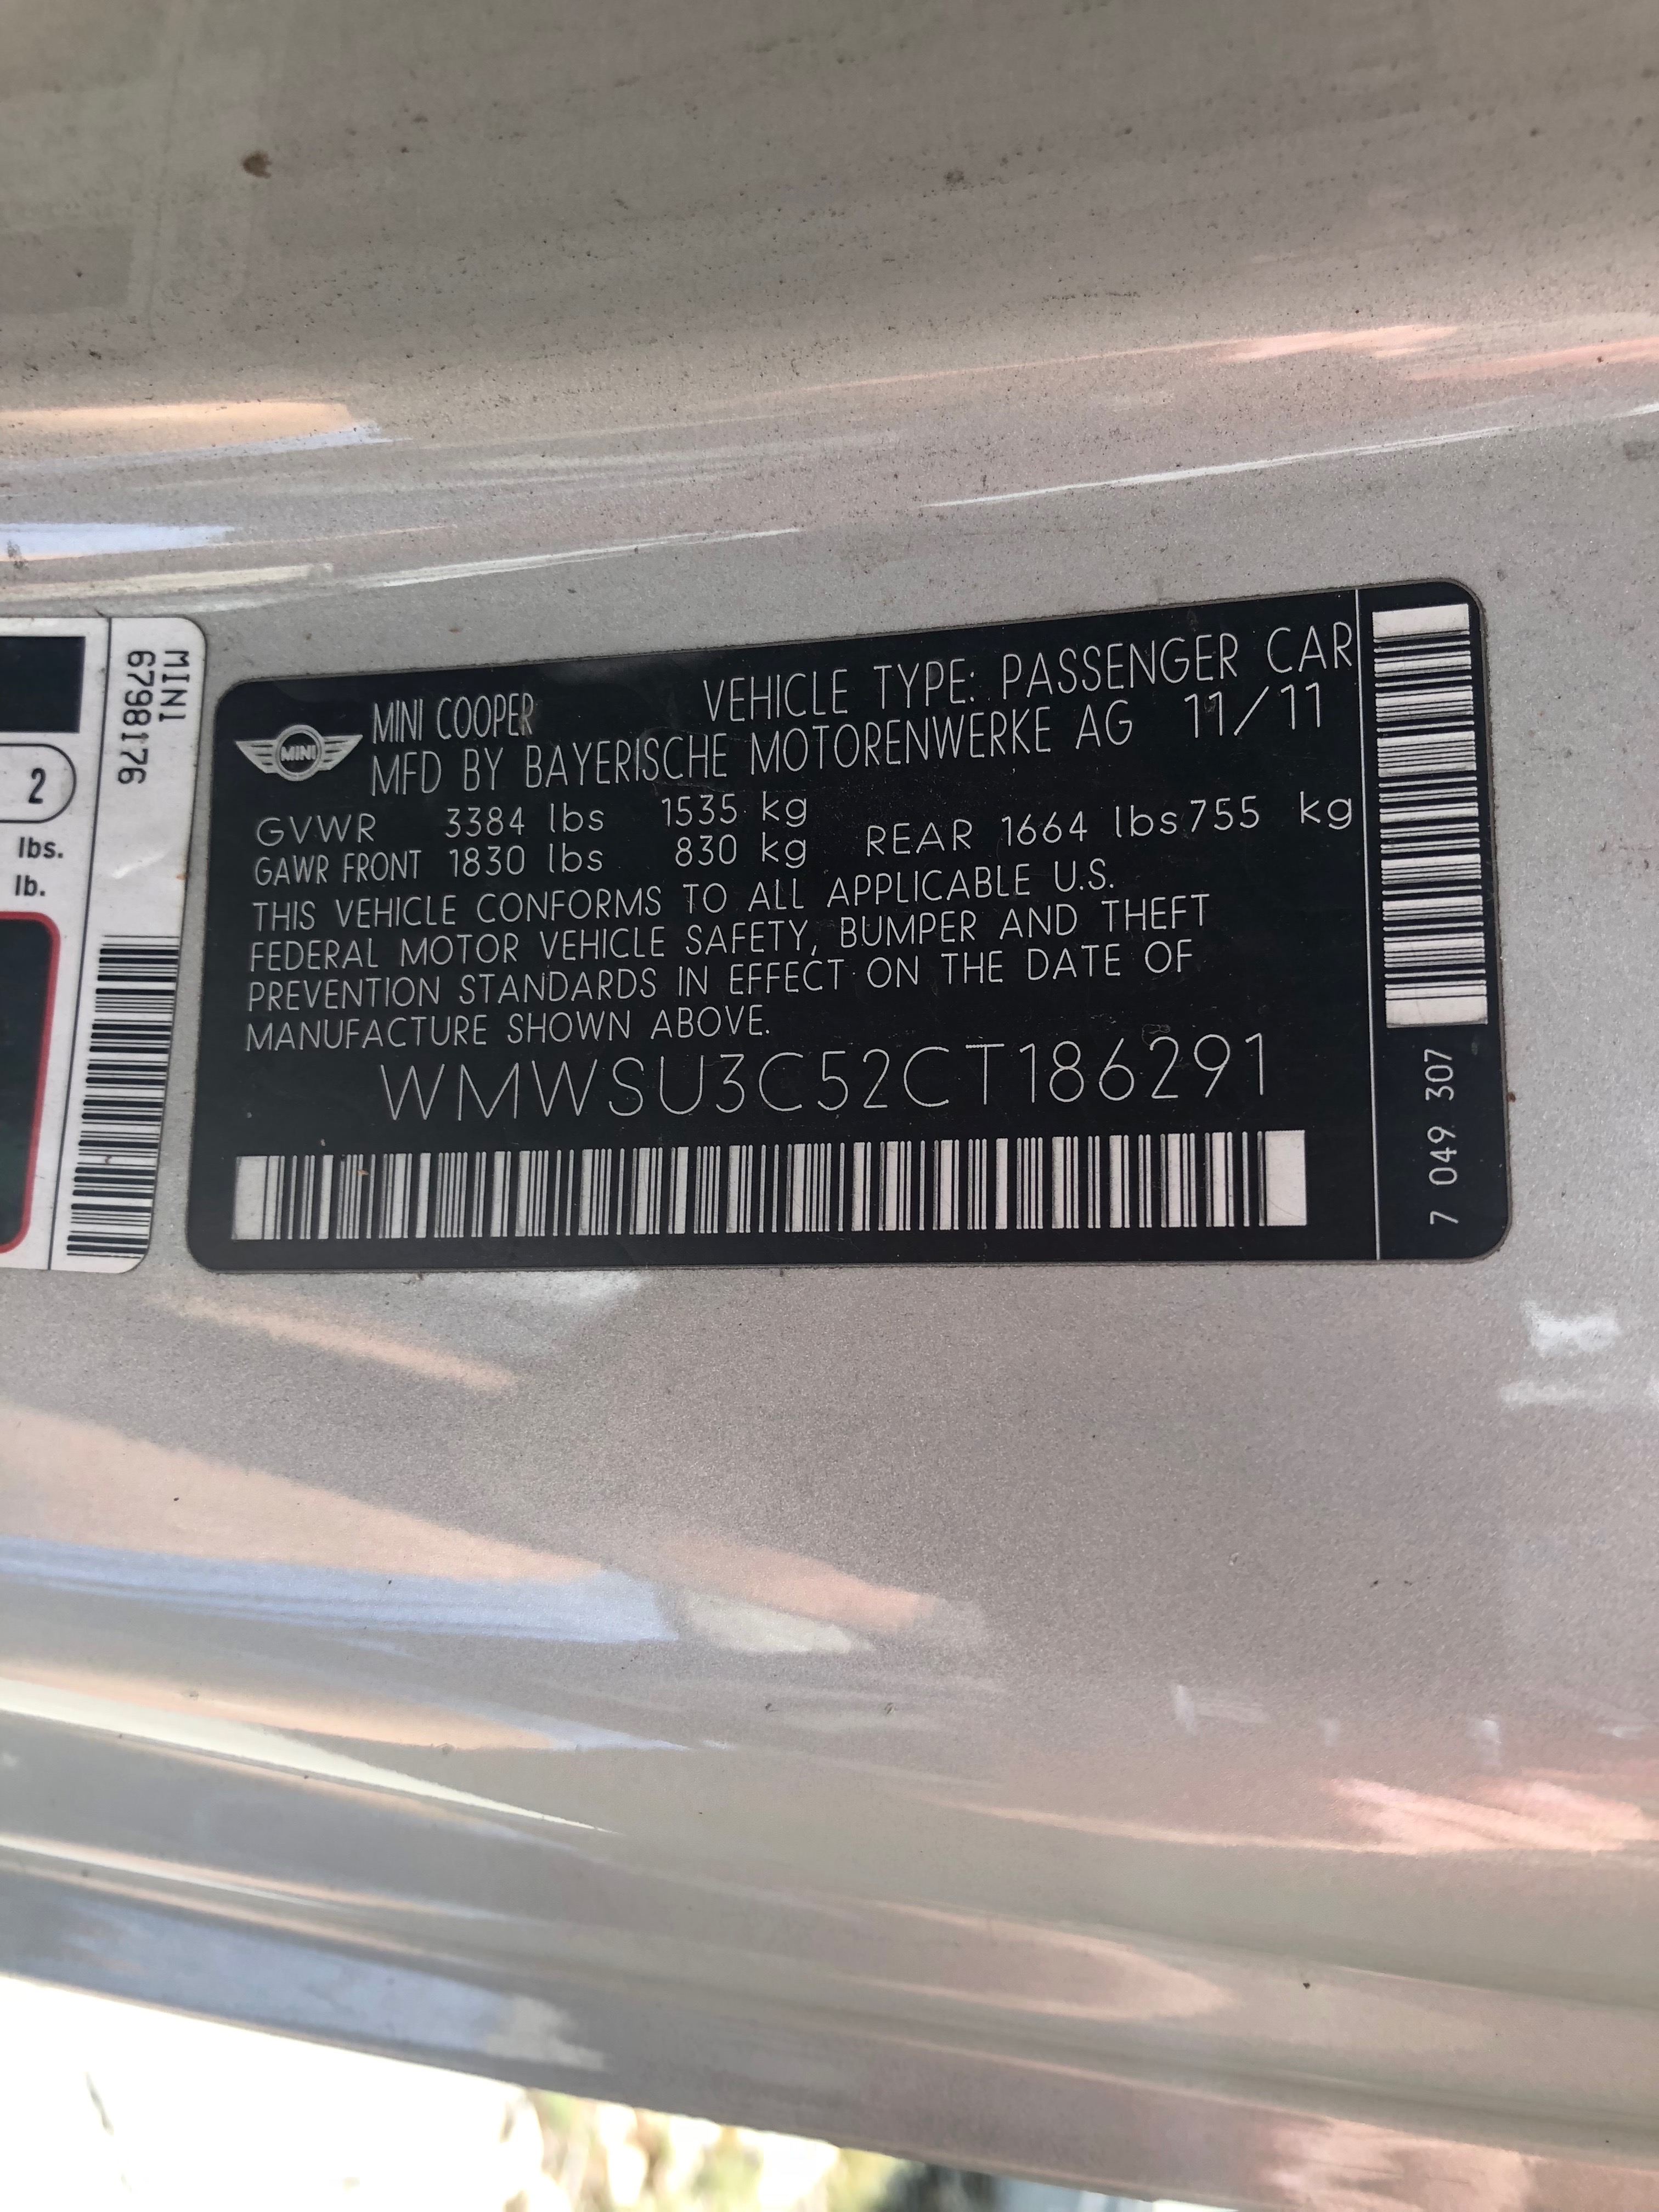 MINI
6798176
2
lbs.
lb.
MINI
MINI COOPER VEHICLE TYPE: PASSENGER CAR
MFD BY BAYERISCHE MOTORENWERKE AG 11/11
GVWR 3384 lbs 1535 kg
GAWR FRONT 1830 lbs 830 kg REAR 1664 lbs 755 kg
THIS VEHICLE CONFORMS TO ALL APPLICABLE U.S.
FEDERAL MOTOR VEHICLE SAFETY, BUMPER AND THEFT
PREVENTION STANDARDS IN EFFECT ON THE DATE OF
MANUFACTURE SHOWN ABOVE.
WMWSU3C52CT186291
7 049 307